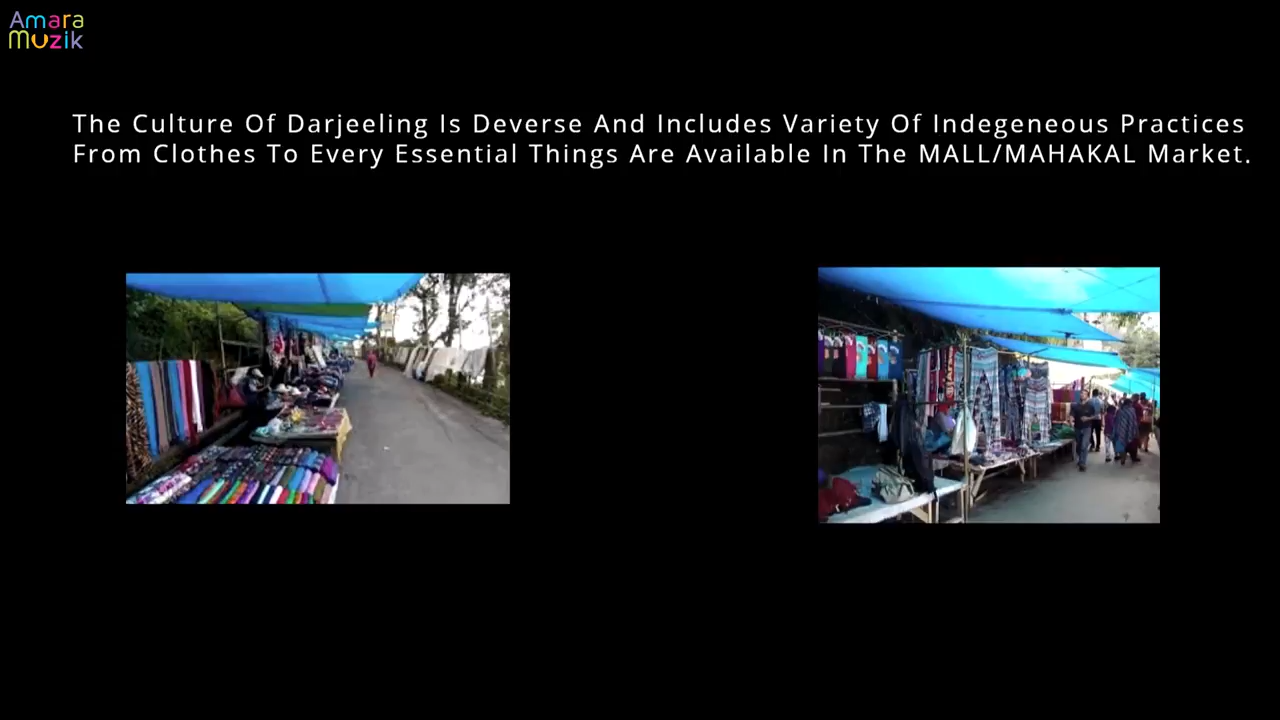 Amara
Muzik
The Culture Of Darjeeling Is Deverse And Includes Variety Of Indegeneous Practices
From Clothes To Every Essential Things Are Available In The MALL/MAHAKAL Market.